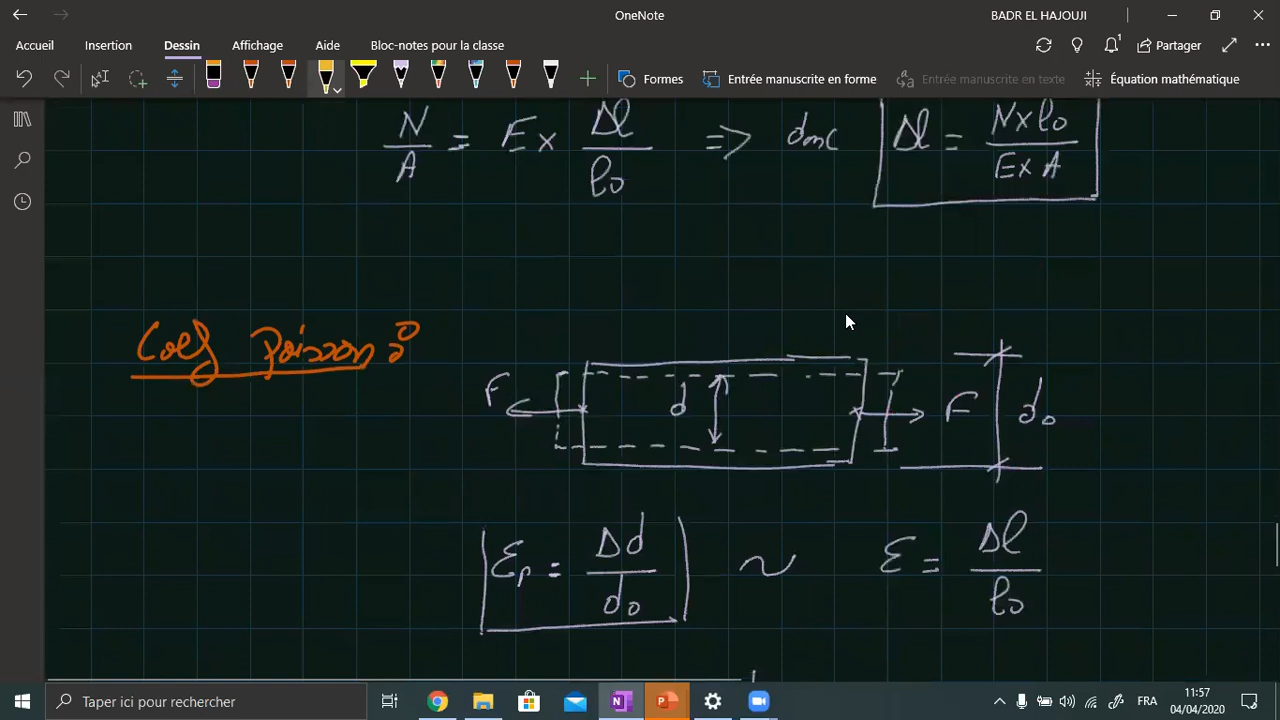 OneNote
BADR EL HAJOUJI
Accueil Insertion Dessin Affichage Aide Bloc-notes pour la classe
Partager
Formes Entrée manuscrite en forme Entrée manuscrite en texte Équation mathématique
N/A = E x Δl/l₀ => donc Δl = N x l₀ / E x A
Coef Poisson :
F d F d₀
εₚ = Δd/d₀ ~ ε = Δl/l₀
Taper ici pour rechercher
FRA
11:57
04/04/2020